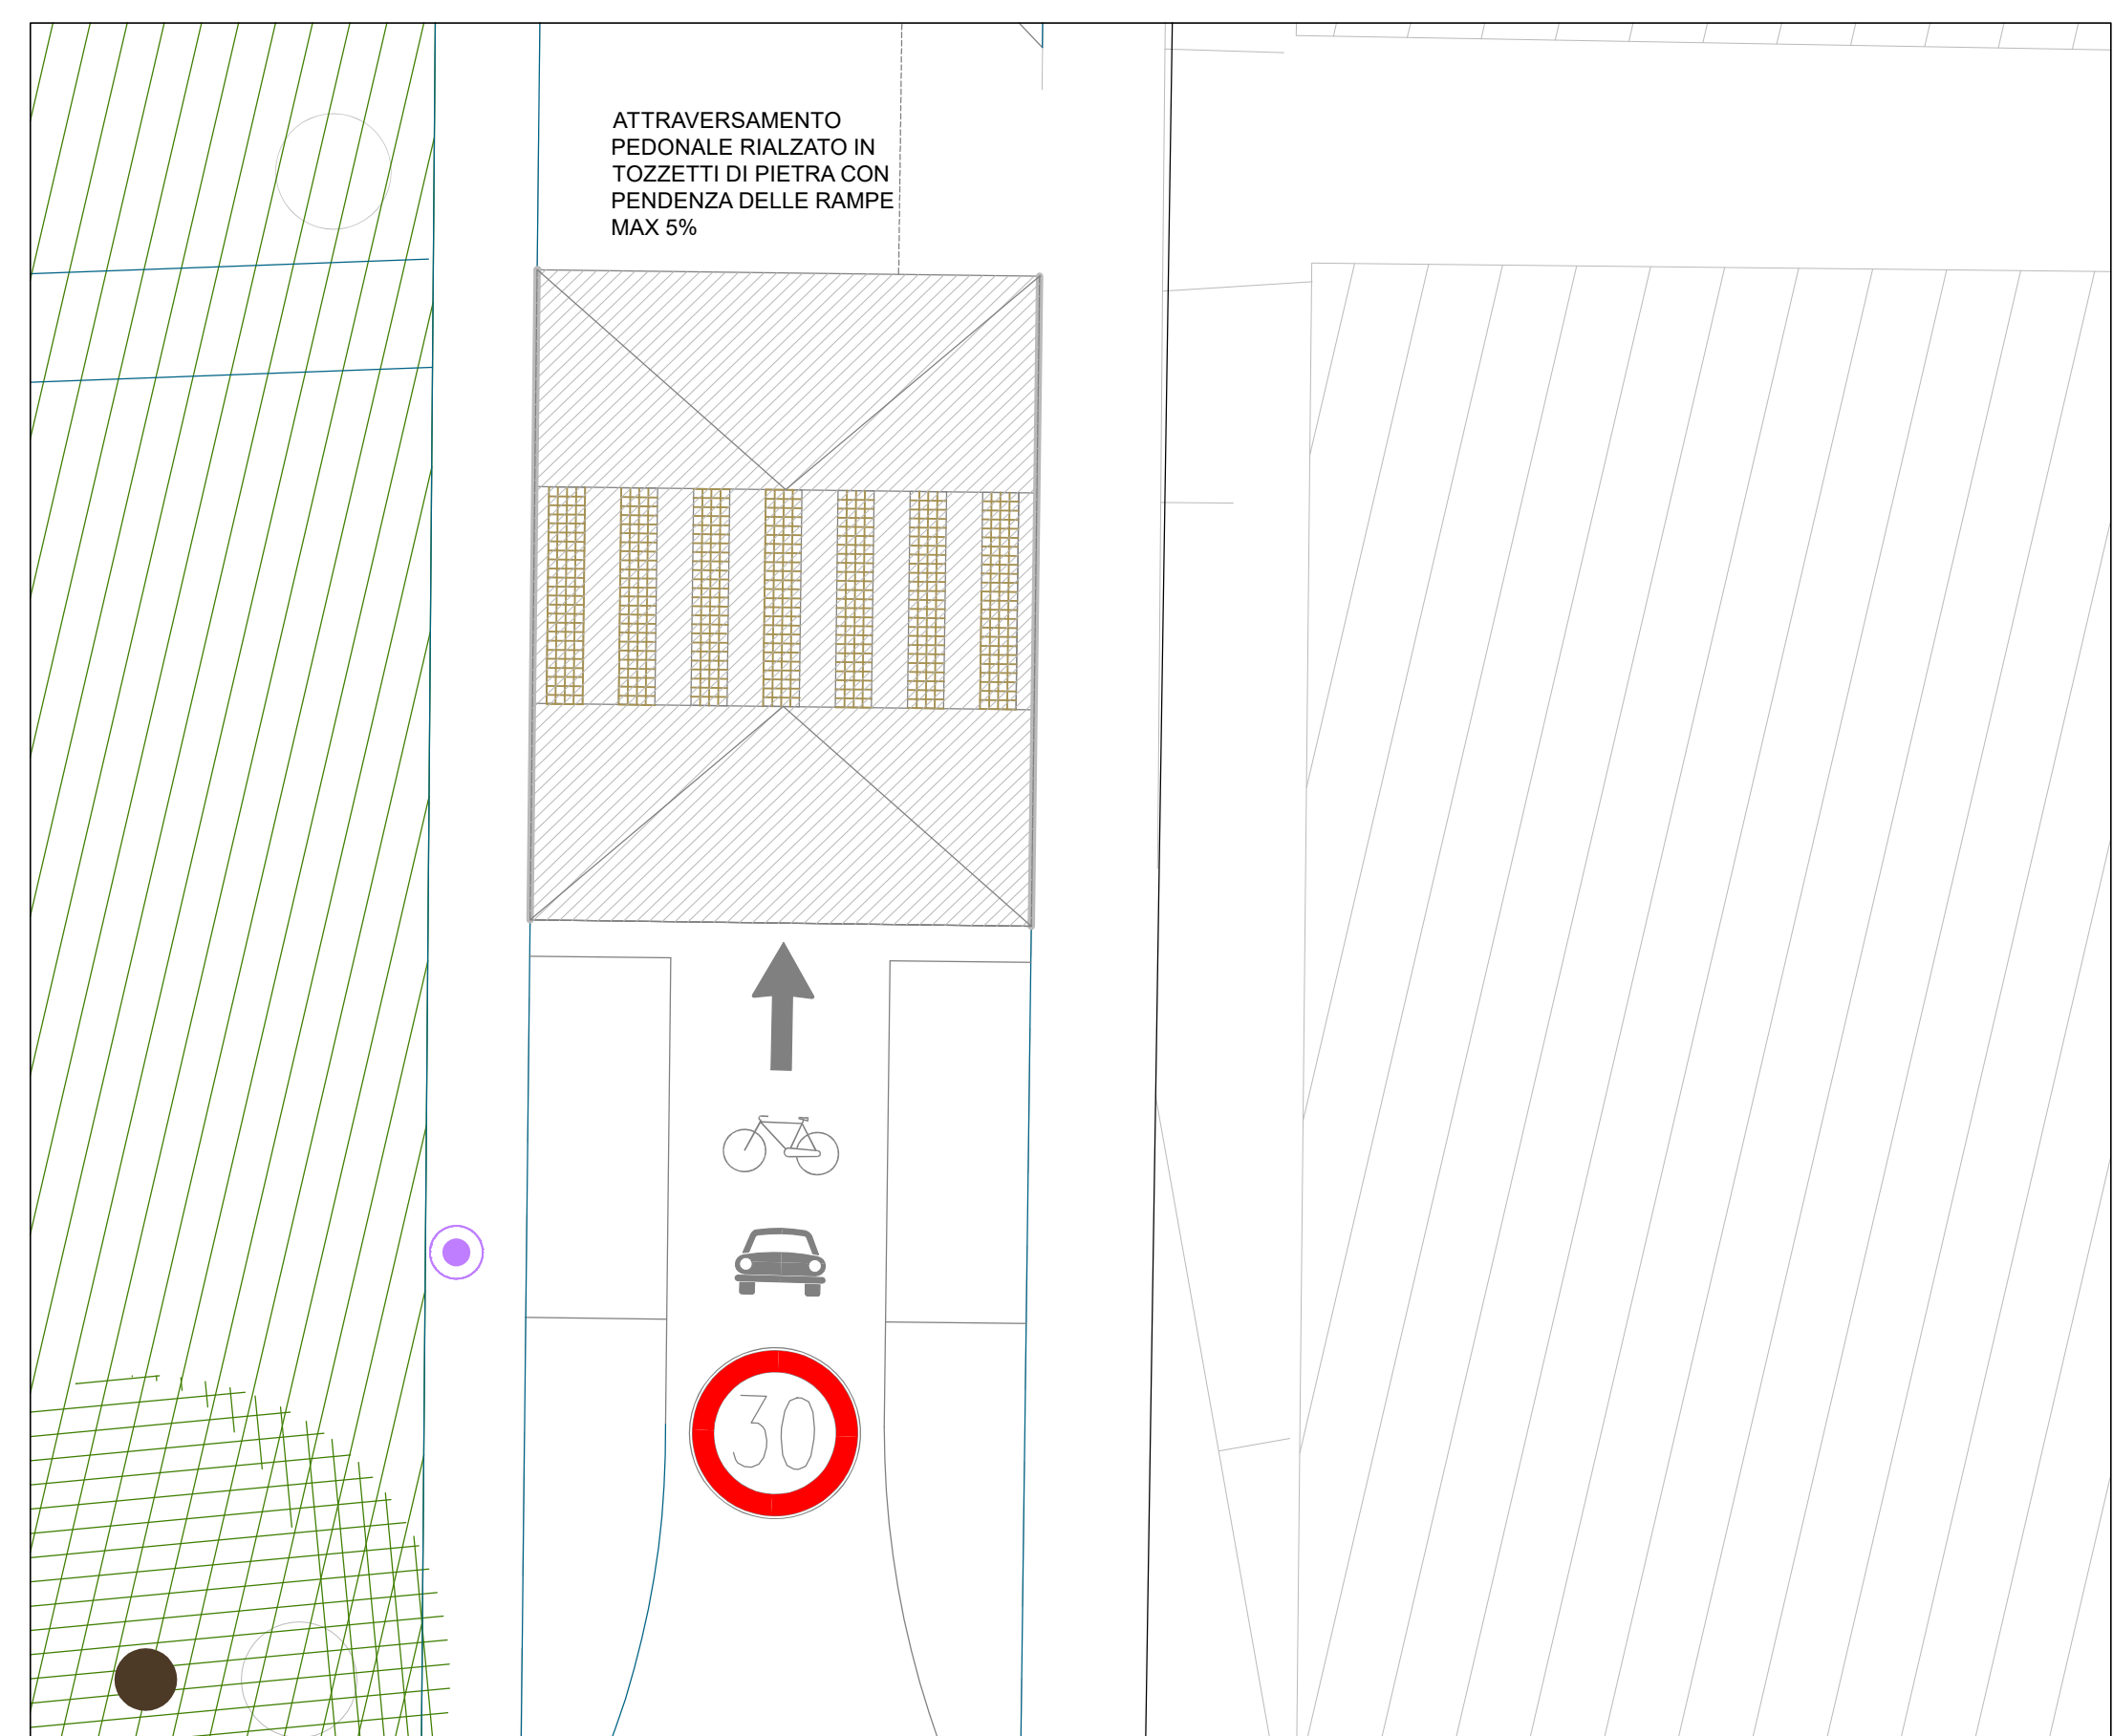 ATTRAVERSAMENTO
PEDONALE RIALZATO IN
TOZZETTI DI PIETRA CON
PENDENZA DELLE RAMPE
MAX 5%
30